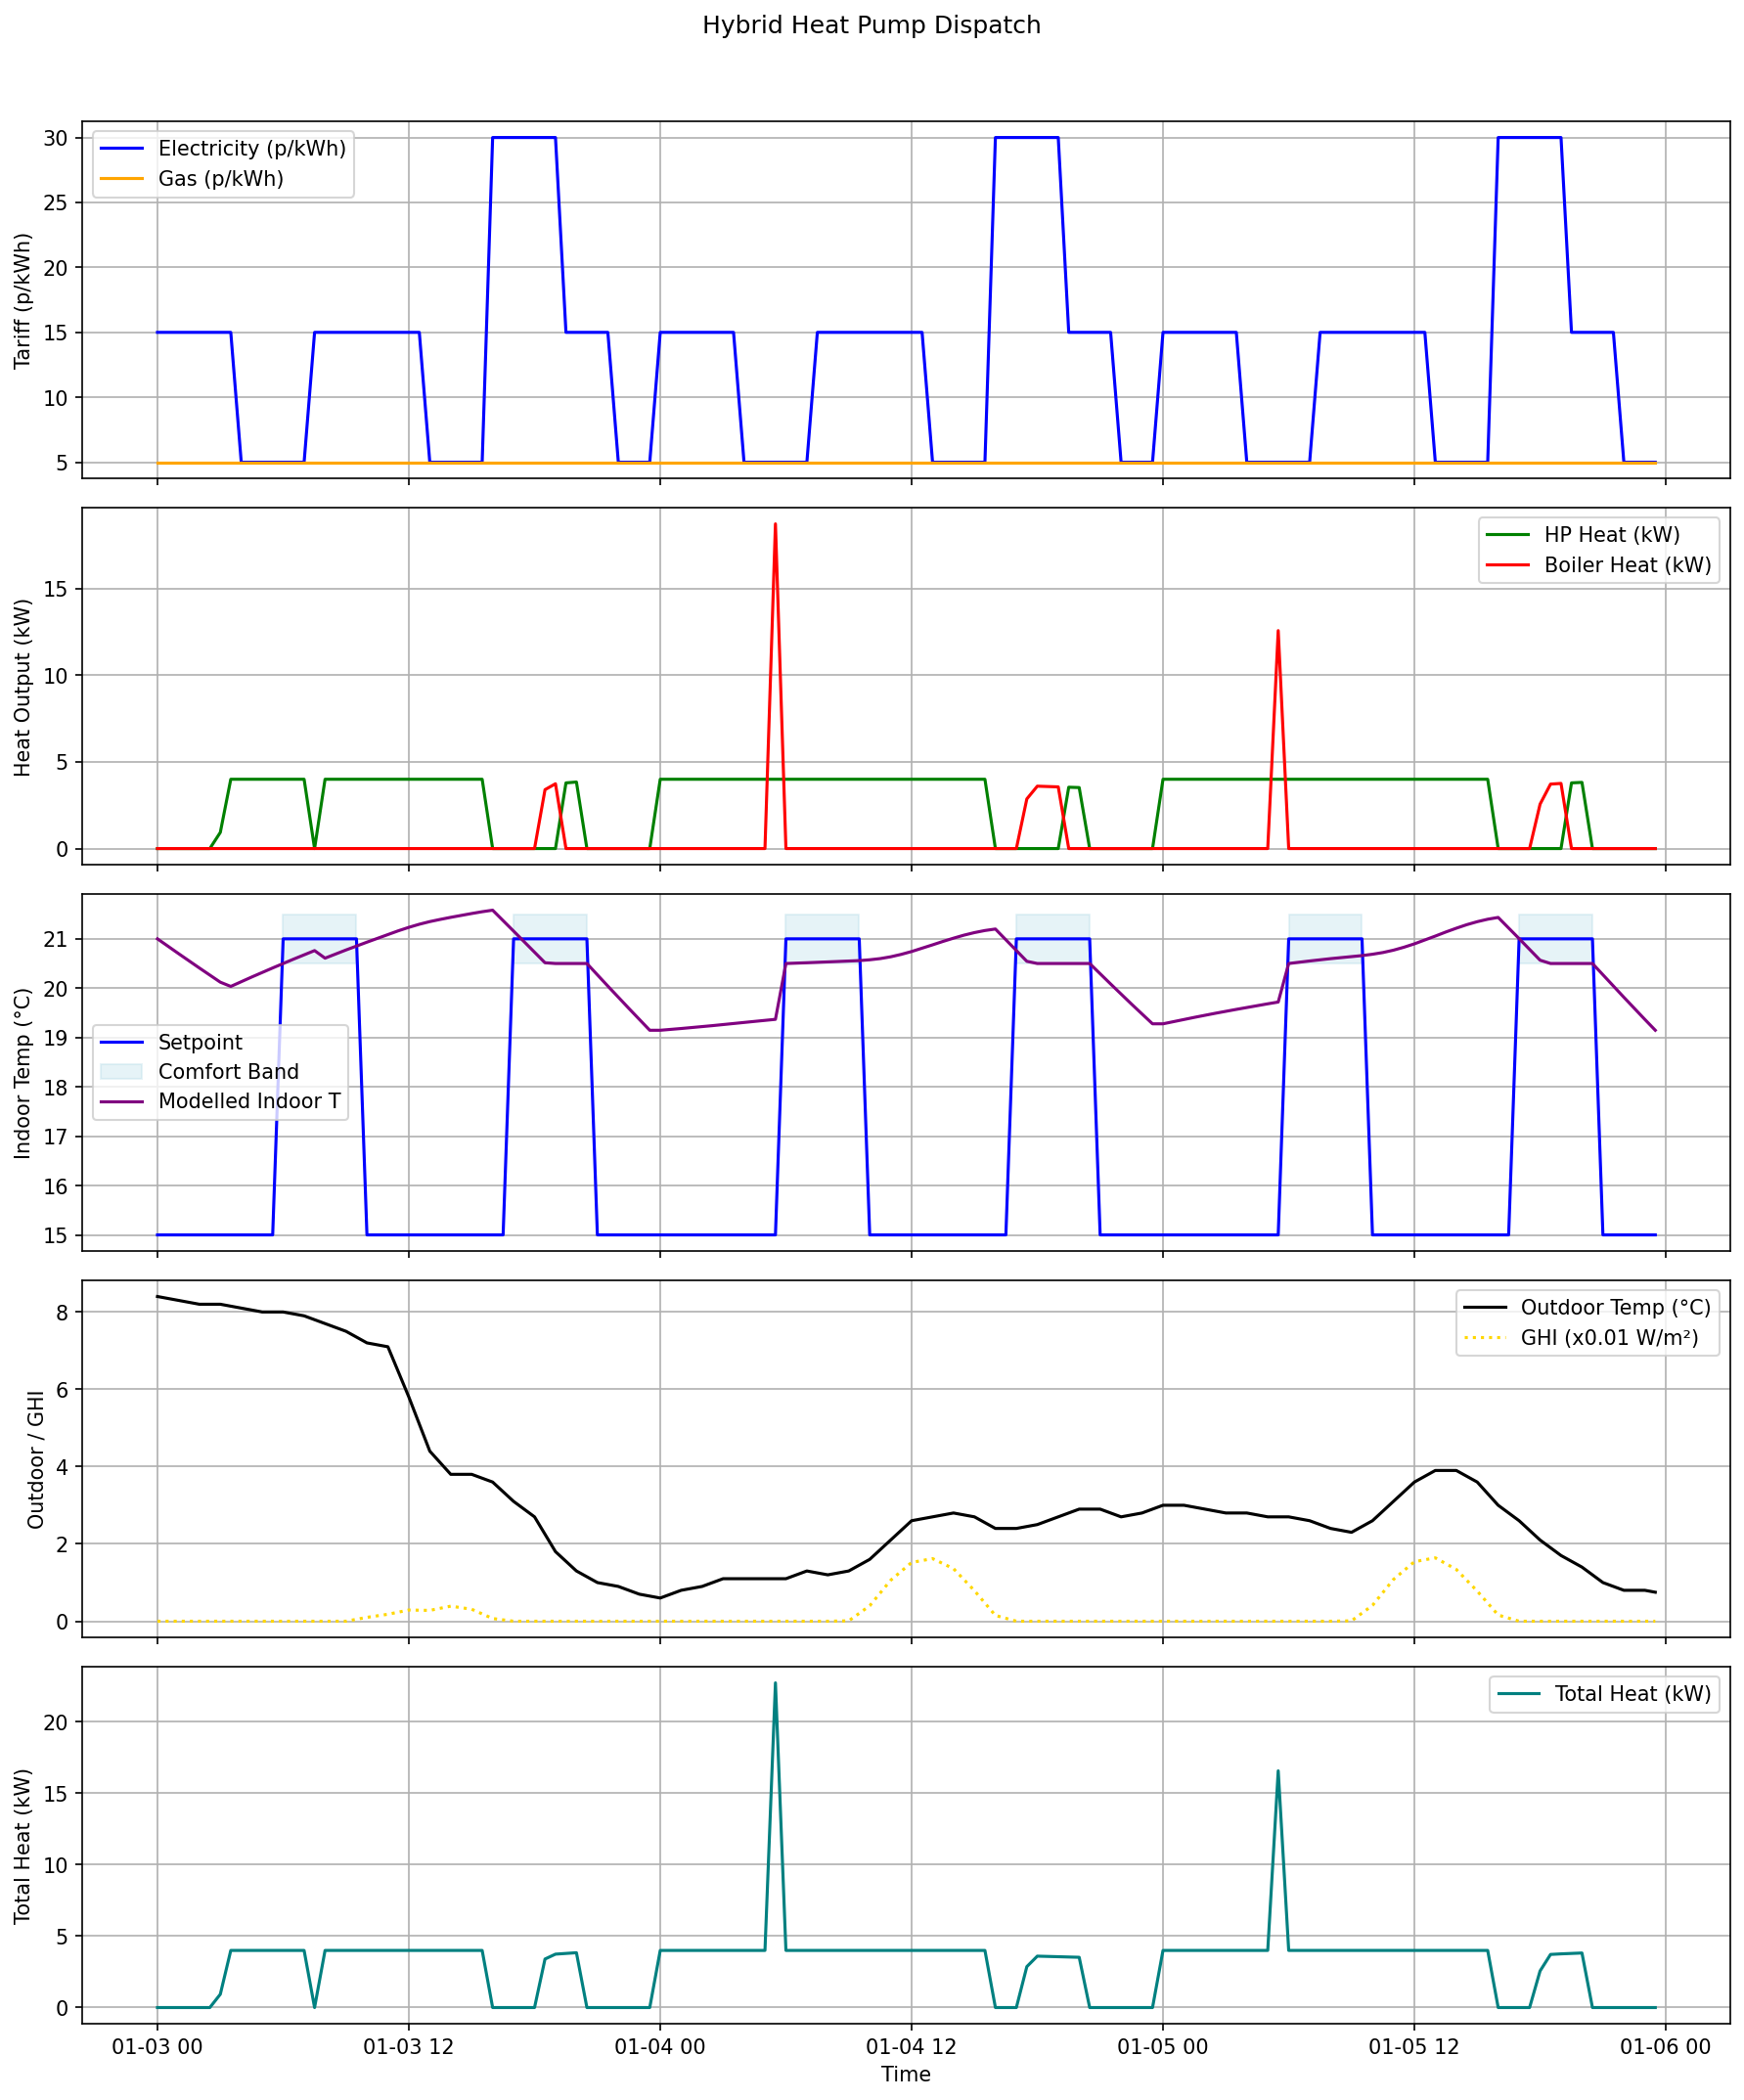 Hybrid Heat Pump Dispatch
Tariff (p/kWh)
30
25
20
15
10
5
Electricity (p/kWh)
Gas (p/kWh)
Heat Output (kW)
15
10
5
0
HP Heat (kW)
Boiler Heat (kW)
Indoor Temp (°C)
21
20
19
18
17
16
15
Setpoint
Comfort Band
Modelled Indoor T
Outdoor / GHI
8
6
4
2
0
Outdoor Temp (°C)
GHI (x0.01 W/m²)
Total Heat (kW)
20
15
10
5
0
Total Heat (kW)
01-03 00
01-03 12
01-04 00
01-04 12
01-05 00
01-05 12
01-06 00
Time